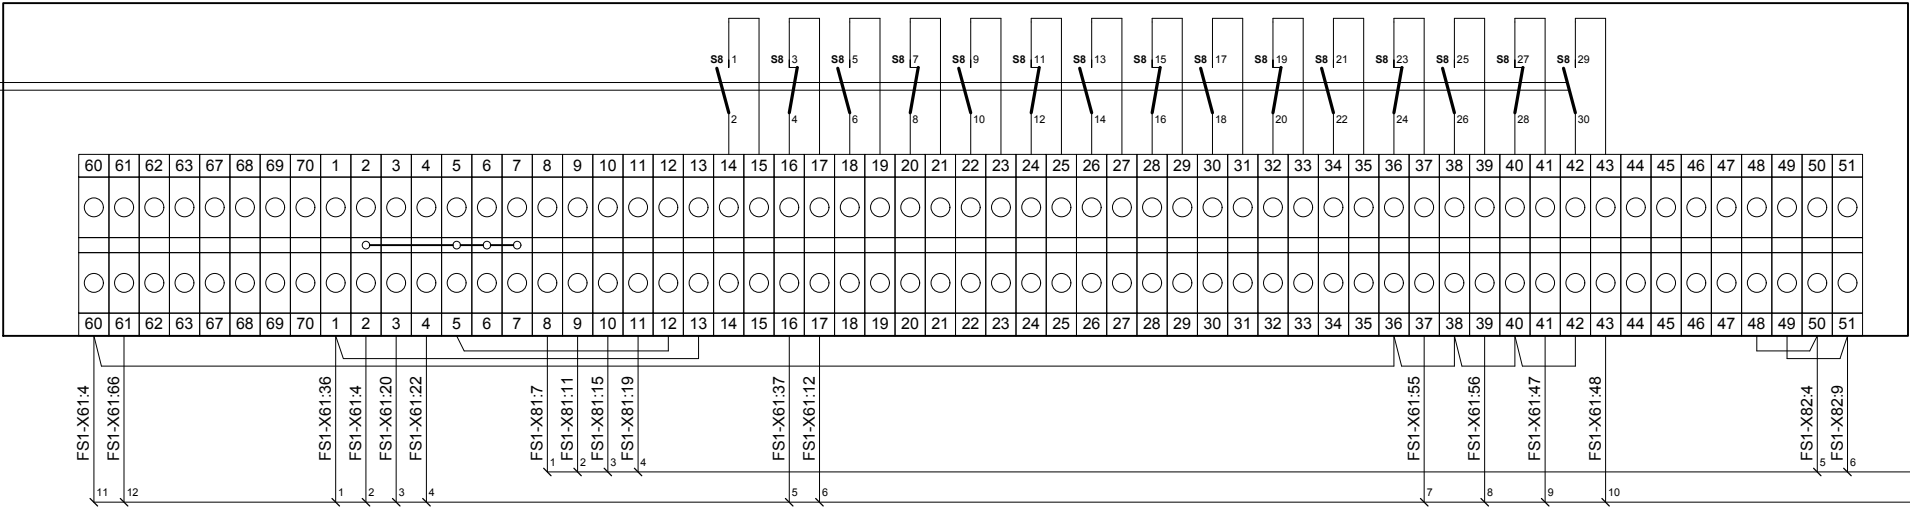 S8 1 S8 3 S8 5 S8 7 S8 9 S8 11 S8 13 S8 15 S8 17 S8 19 S8 21 S8 23 S8 25 S8 27 S8 29
2 4 6 8 10 12 14 16 18 20 22 24 26 28 30
60 61 62 63 67 68 69 70 1 2 3 4 5 6 7 8 9 10 11 12 13 14 15 16 17 18 19 20 21 22 23 24 25 26 27 28 29 30 31 32 33 34 35 36 37 38 39 40 41 42 43 44 45 46 47 48 49 50 51
60 61 62 63 67 68 69 70 1 2 3 4 5 6 7 8 9 10 11 12 13 14 15 16 17 18 19 20 21 22 23 24 25 26 27 28 29 30 31 32 33 34 35 36 37 38 39 40 41 42 43 44 45 46 47 48 49 50 51
FS1-X61:4
FS1-X61:66
FS1-X61:36
FS1-X61:4
FS1-X61:20
FS1-X61:22
FS1-X81:7
FS1-X81:11
FS1-X81:15
FS1-X81:19
FS1-X61:37
FS1-X61:12
FS1-X61:55
FS1-X61:56
FS1-X61:47
FS1-X61:48
FS1-X82:4
FS1-X82:9
1 2 3 4 5 6
11 12 1 2 3 4 5 6 7 8 9 10